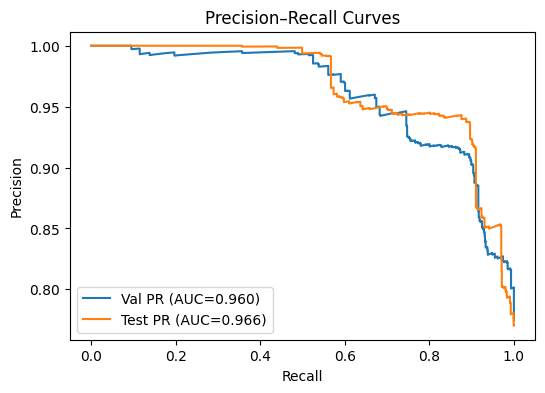 Precision–Recall Curves
Precision
1.00
0.95
0.90
0.85
0.80
Val PR (AUC=0.960)
Test PR (AUC=0.966)
0.0 0.2 0.4 0.6 0.8 1.0
Recall